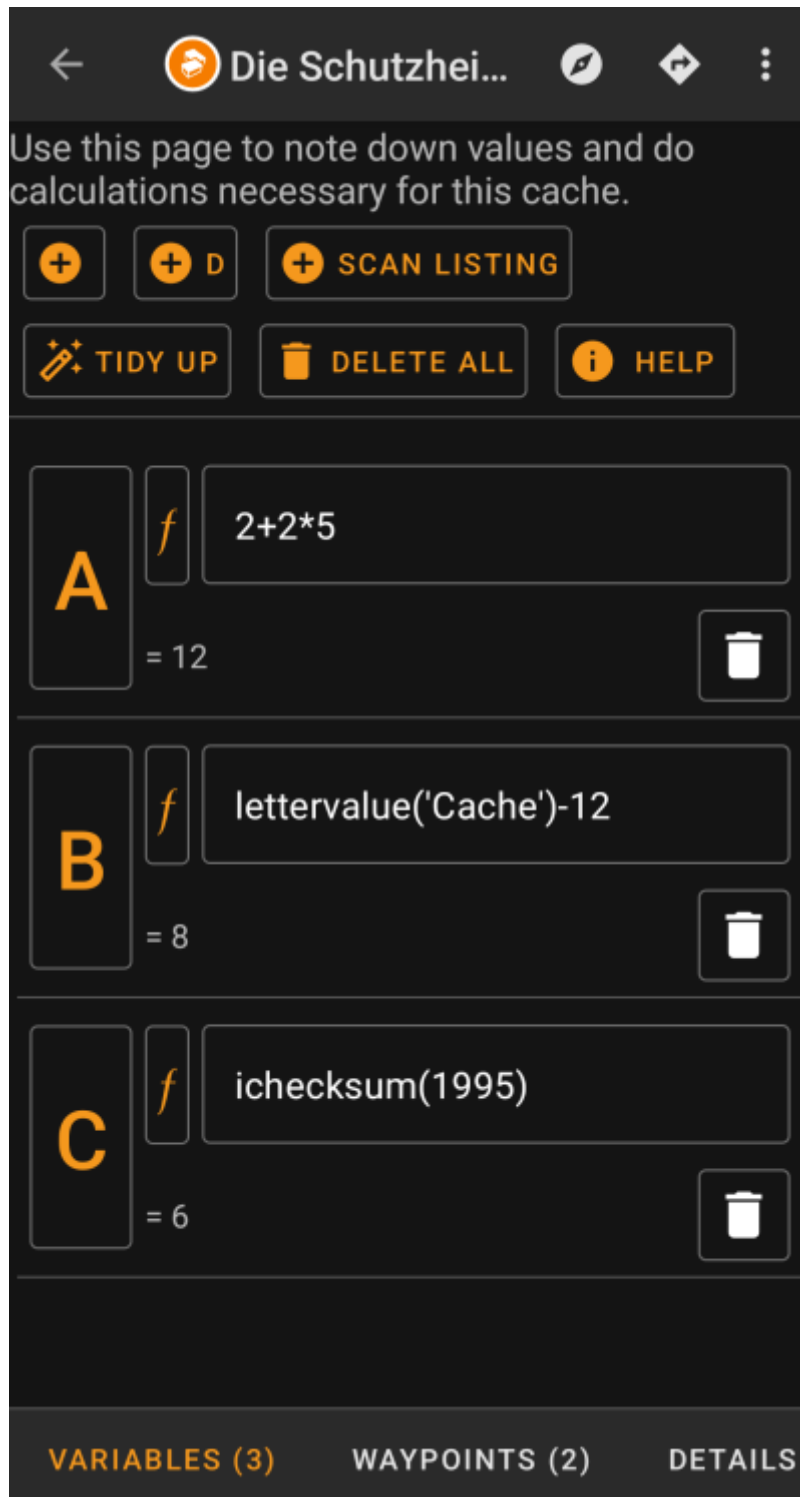 Die Schutzhei...
Use this page to note down values and do
calculations necessary for this cache.
D
SCAN LISTING
TIDY UP
DELETE ALL
HELP
A
f
2+2*5
= 12
B
f
lettervalue('Cache')-12
= 8
C
f
ichecksum(1995)
= 6
VARIABLES (3)
WAYPOINTS (2)
DETAILS